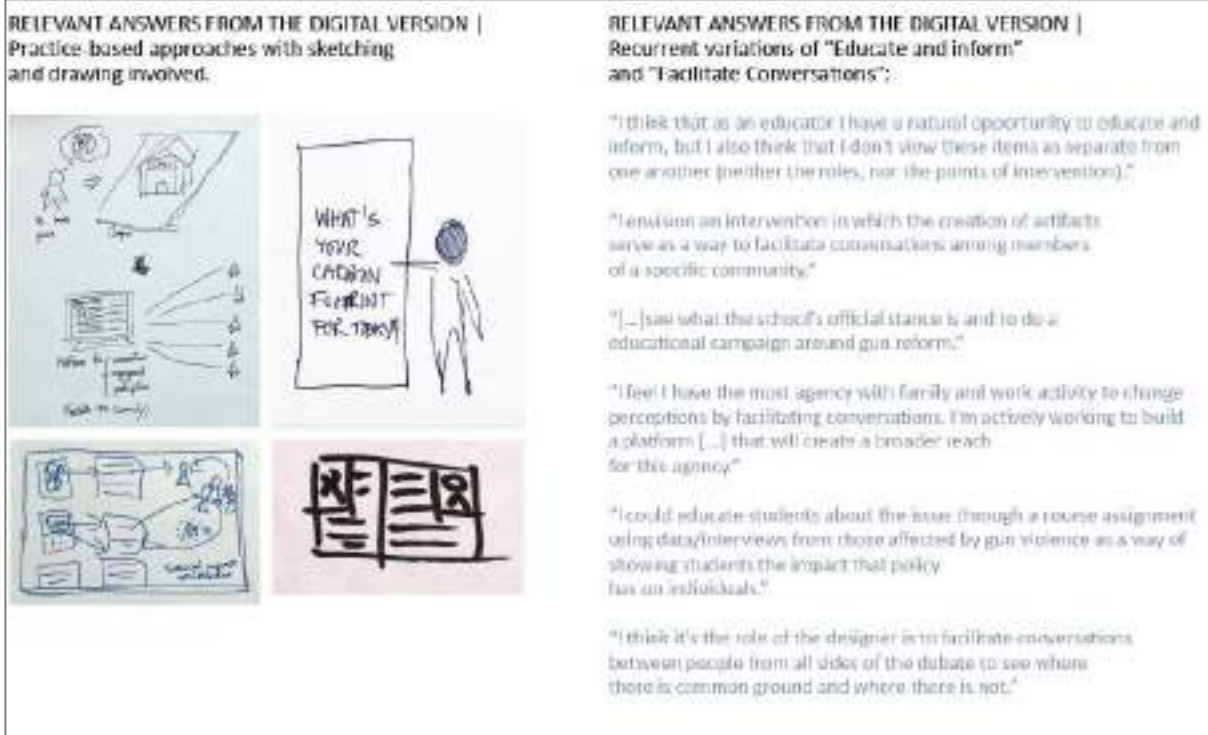 RELEVANT ANSWERS FROM THE DIGITAL VERSION |
Practice-based approaches with sketching
and drawing involved.
WHAT'S
YOUR
CARBON
FOOTPRINT
FOR TODAY?
RELEVANT ANSWERS FROM THE DIGITAL VERSION |
Recurrent variations of "Educate and inform"
and "Facilitate Conversations":
"I think that as an educator I have a natural opportunity to educate and
inform, but I also think that I don't view these items as separate from
one another (neither the roles, nor the points of intervention)."
"I envision an intervention in which the creation of artifacts
serve as a way to facilitate conversations among members
of a specific community."
"[...]see what the school's official stance is and to do a
educational campaign around gun reform."
"I feel I have the most agency with family and work activity to change
perceptions by facilitating conversations. I'm actively working to build
a platform [...] that will create a broader reach
for this agency."
"I could educate students about the issue through a course assignment
using data/interviews from those affected by gun violence as a way of
showing students the impact that policy
has on individuals."
"I think it's the role of the designer is to facilitate conversations
between people from all sides of the debate to see where
there is common ground and where there is not."